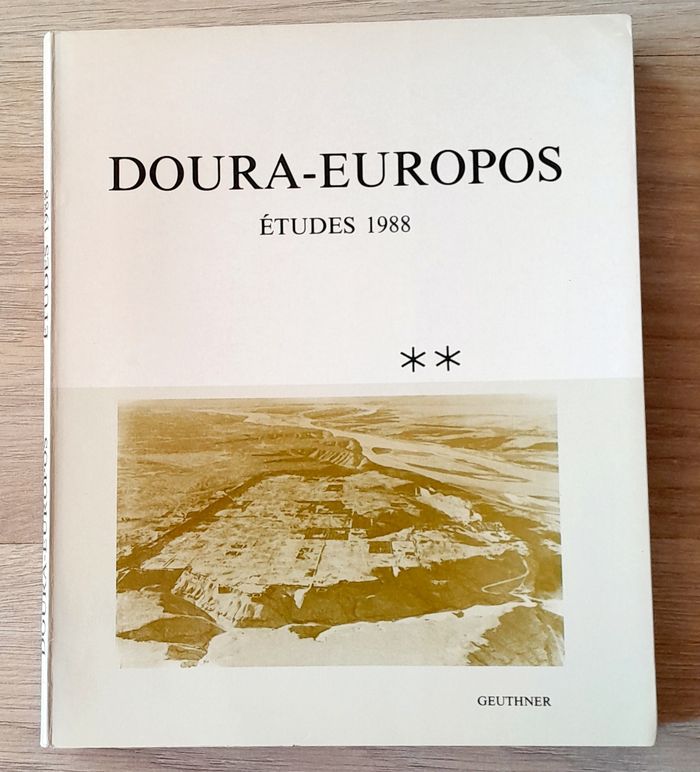 DOURA-EUROPOS
ÉTUDES 1988
**
GEUTHNER
DOURA-EUROPOS ÉTUDES 1988